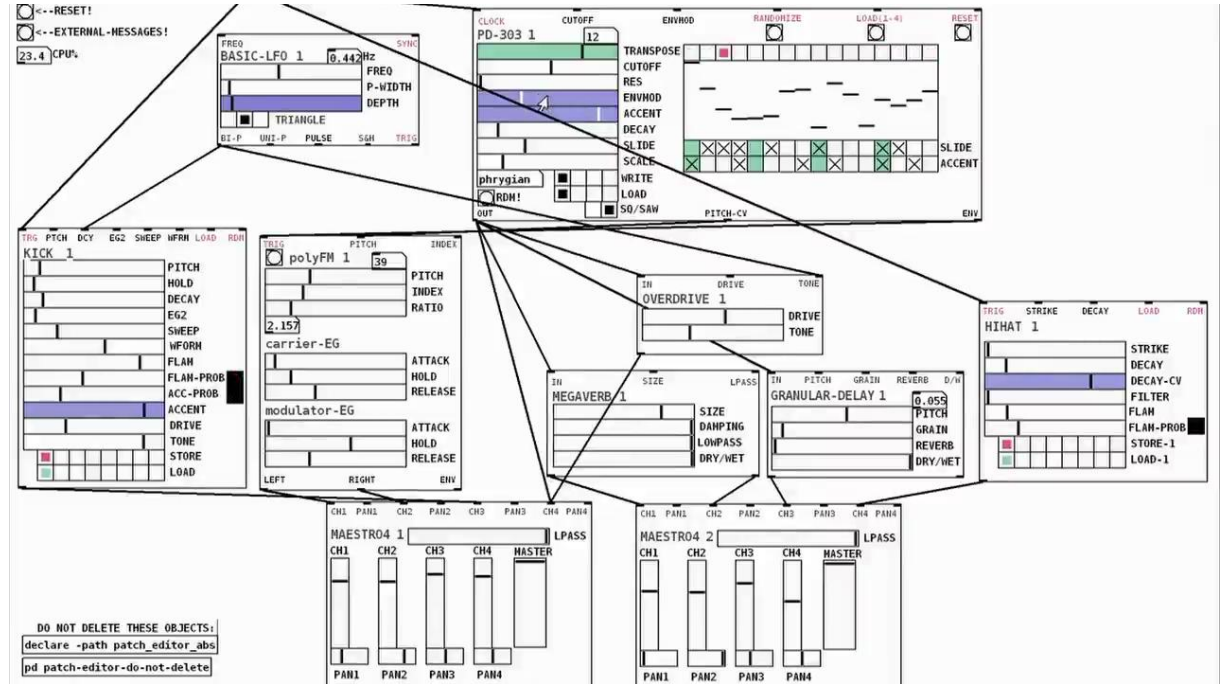 <--RESET!
<--EXTERNAL-MESSAGES!
23.4 CPU%
FREQ SYNC
BASIC-LFO 1 0.442 Hz
FREQ
P-WIDTH
DEPTH
TRIANGLE
BI-P UNI-P PULSE S&H TRIG
CLOCK CUTOFF ENVMOD RANDOMIZE LOAD(1-4) RESET
PD-303 1 12
TRANSPOSE
CUTOFF
RES
ENVMOD
ACCENT
DECAY
SLIDE
SCALE
phrygian WRITE
RDM! LOAD
SQ/SAW
SLIDE
ACCENT
OUT PITCH-CV ENV
TRG PTCH DCY EG2 SWEEP WFRM LOAD RDM
KICK 1
PITCH
HOLD
DECAY
EG2
SWEEP
WFORM
FLAM
FLAM-PROB
ACC-PROB
ACCENT
DRIVE
TONE
STORE
LOAD
TRIG PITCH INDEX
polyFM 1 39
PITCH
INDEX
RATIO
2.157
carrier-EG
ATTACK
HOLD
RELEASE
modulator-EG
ATTACK
HOLD
RELEASE
LEFT RIGHT ENV
IN DRIVE TONE
OVERDRIVE 1
DRIVE
TONE
IN SIZE LPASS
MEGAVERB 1
SIZE
DAMPING
LOWPASS
DRY/WET
IN PITCH GRAIN REVERB D/W
GRANULAR-DELAY 1 0.055
PITCH
GRAIN
REVERB
DRY/WET
TRIG STRIKE DECAY LOAD RDM
HIHAT 1
STRIKE
DECAY
DECAY-CV
FILTER
FLAM
FLAM-PROB
STORE-1
LOAD-1
CH1 PAN1 CH2 PAN2 CH3 PAN3 CH4 PAN4
MAESTRO4 1 LPASS
CH1 CH2 CH3 CH4 MASTER
PAN1 PAN2 PAN3 PAN4
CH1 PAN1 CH2 PAN2 CH3 PAN3 CH4 PAN4
MAESTRO4 2 LPASS
CH1 CH2 CH3 CH4 MASTER
PAN1 PAN2 PAN3 PAN4
DO NOT DELETE THESE OBJECTS:
declare -path patch_editor_abs
pd patch-editor-do-not-delete